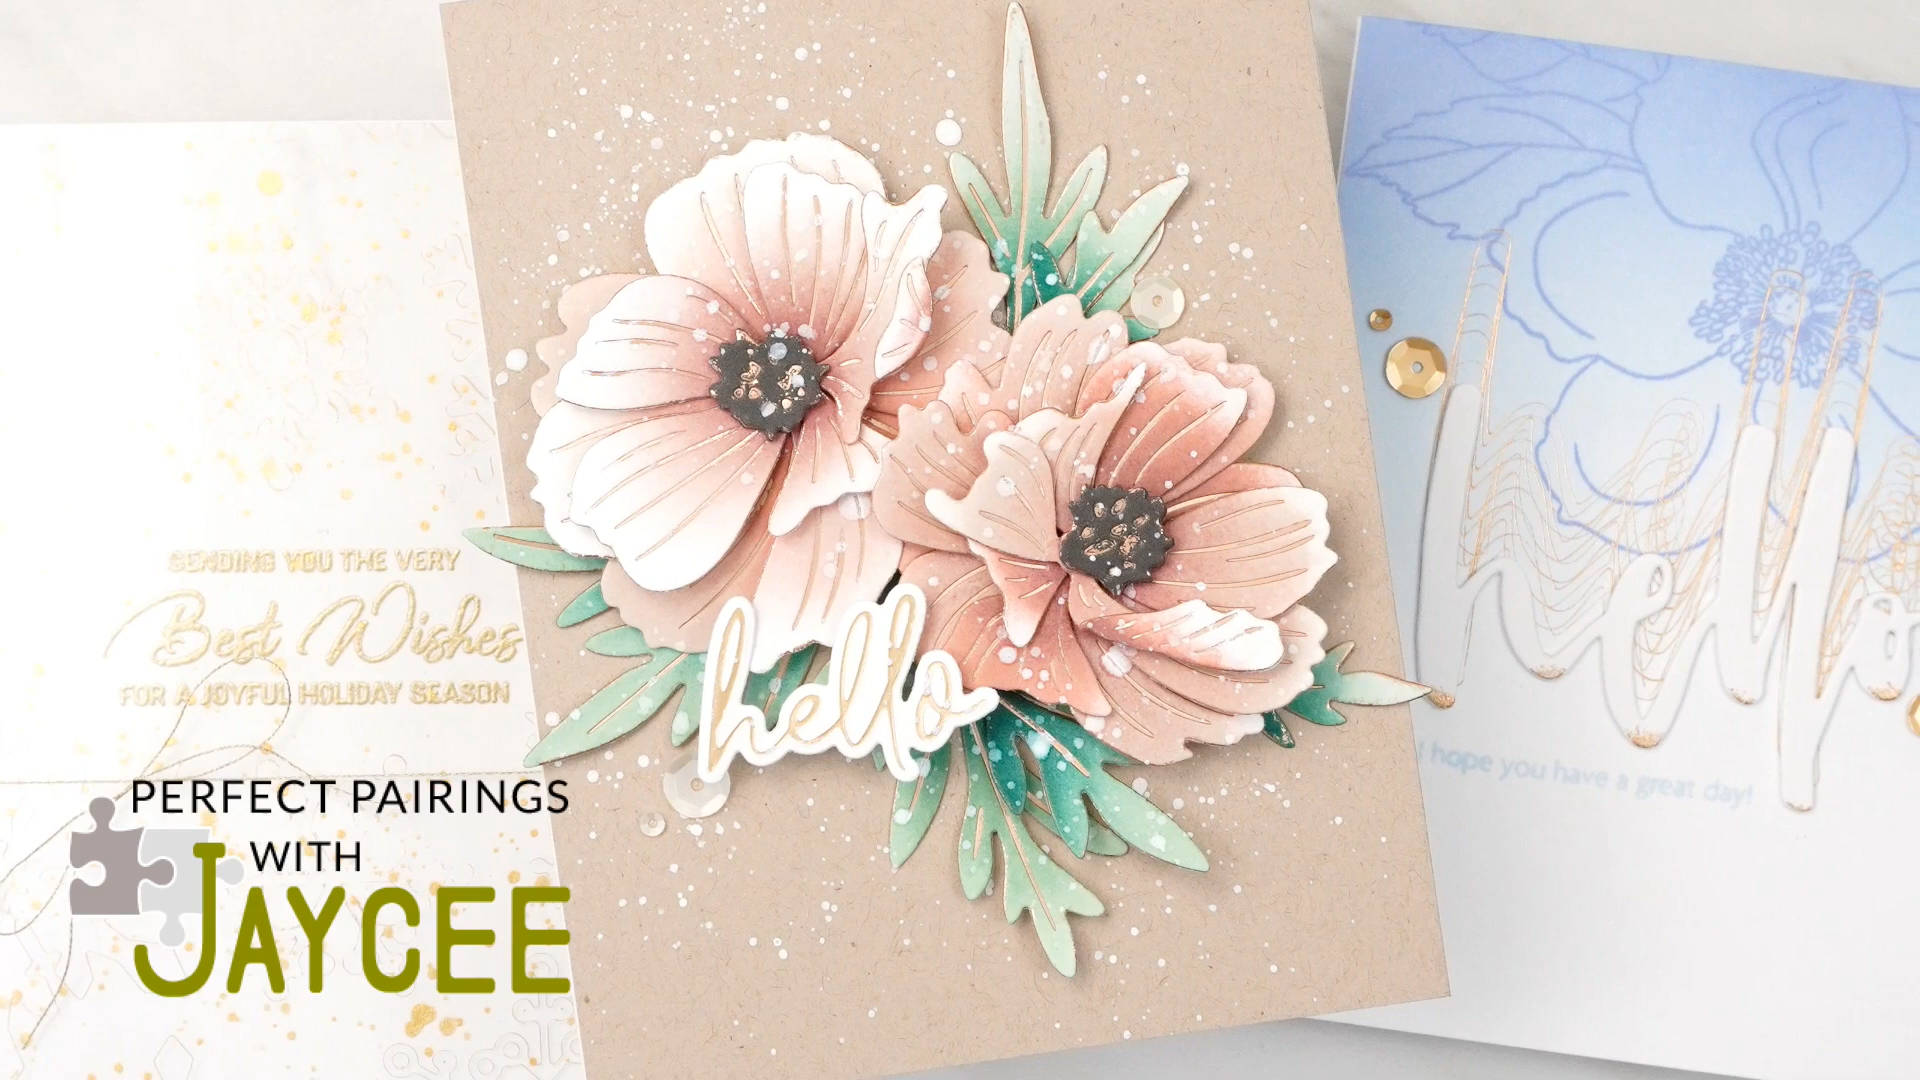 SENDING YOU THE VERY
Best Wishes
FOR A JOYFUL HOLIDAY SEASON
hello
hello
I hope you have a great day!
PERFECT PAIRINGS
WITH
JAYCEE